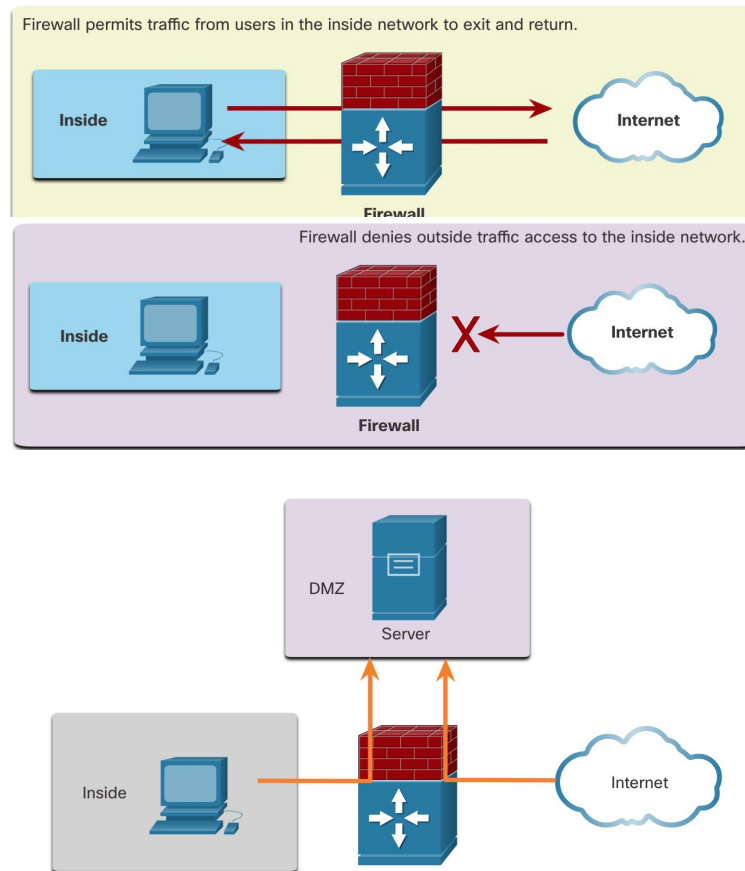 Firewall permits traffic from users in the inside network to exit and return.
Inside
Internet
Firewall
Firewall denies outside traffic access to the inside network.
Inside
Internet
Firewall
DMZ
Server
Inside
Internet